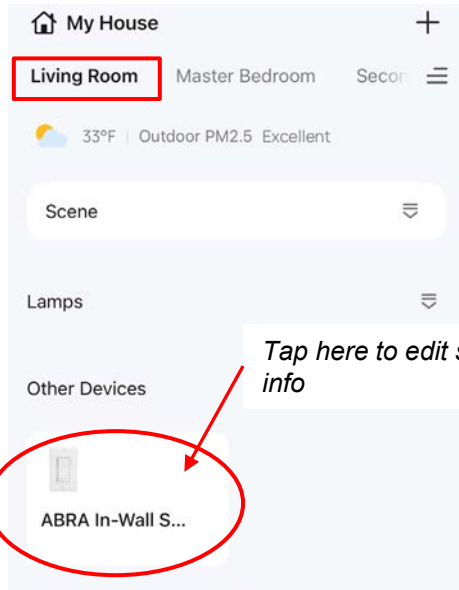 My House
Living Room Master Bedroom Secon
33°F Outdoor PM2.5 Excellent
Scene
Lamps
Tap here to edit s
info
Other Devices
ABRA In-Wall S...